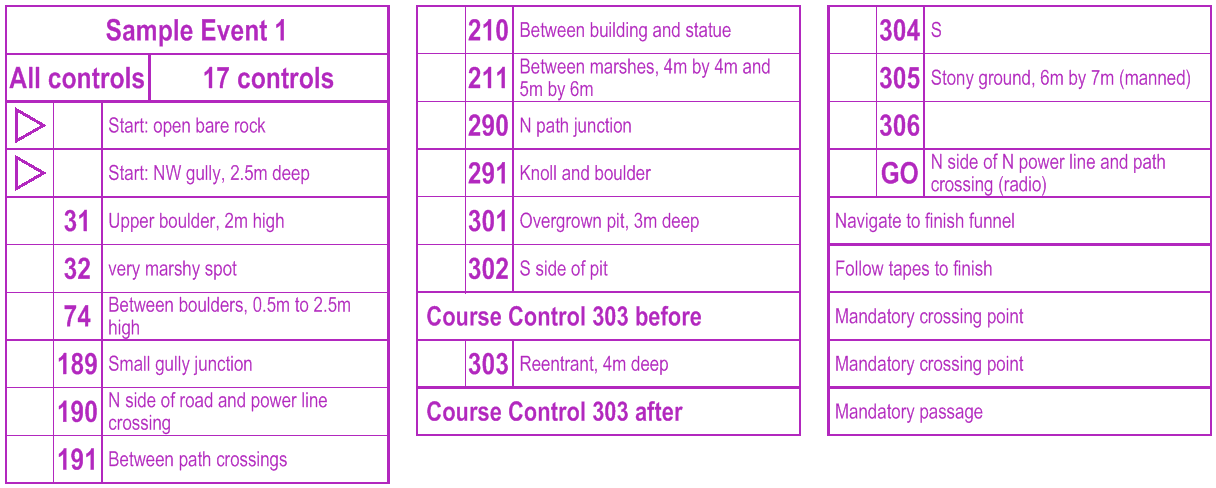 Sample Event 1
All controls 17 controls
Start: open bare rock
Start: NW gully, 2.5m deep
31 Upper boulder, 2m high
32 very marshy spot
74 Between boulders, 0.5m to 2.5m
high
189 Small gully junction
190 N side of road and power line
crossing
191 Between path crossings
210 Between building and statue
211 Between marshes, 4m by 4m and
5m by 6m
290 N path junction
291 Knoll and boulder
301 Overgrown pit, 3m deep
302 S side of pit
Course Control 303 before
303 Reentrant, 4m deep
Course Control 303 after
304 S
305 Stony ground, 6m by 7m (manned)
306
GO N side of N power line and path
crossing (radio)
Navigate to finish funnel
Follow tapes to finish
Mandatory crossing point
Mandatory crossing point
Mandatory passage